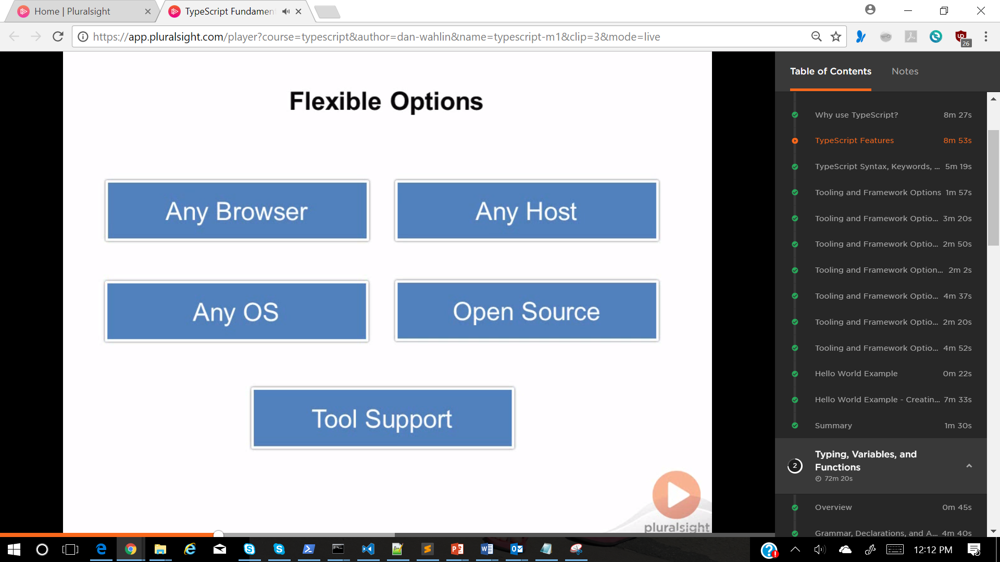 Home | Pluralsight
TypeScript Fundamen
https://app.pluralsight.com/player?course=typescript&author=dan-wahlin&name=typescript-m1&clip=3&mode=live
26
Flexible Options
Any Browser
Any Host
Any OS
Open Source
Tool Support
pluralsight
Table of Contents
Notes
Why use TypeScript? 8m 27s
TypeScript Features 8m 53s
TypeScript Syntax, Keywords, ... 5m 19s
Tooling and Framework Options 1m 57s
Tooling and Framework Optio... 3m 20s
Tooling and Framework Optio... 2m 50s
Tooling and Framework Option... 2m 2s
Tooling and Framework Optio... 4m 37s
Tooling and Framework Optio... 2m 20s
Tooling and Framework Optio... 4m 52s
Hello World Example 0m 22s
Hello World Example - Creatin... 7m 33s
Summary 1m 30s
2
Typing, Variables, and
Functions
72m 20s
Overview 0m 45s
Grammar, Declarations, and A... 4m 40s
12:12 PM